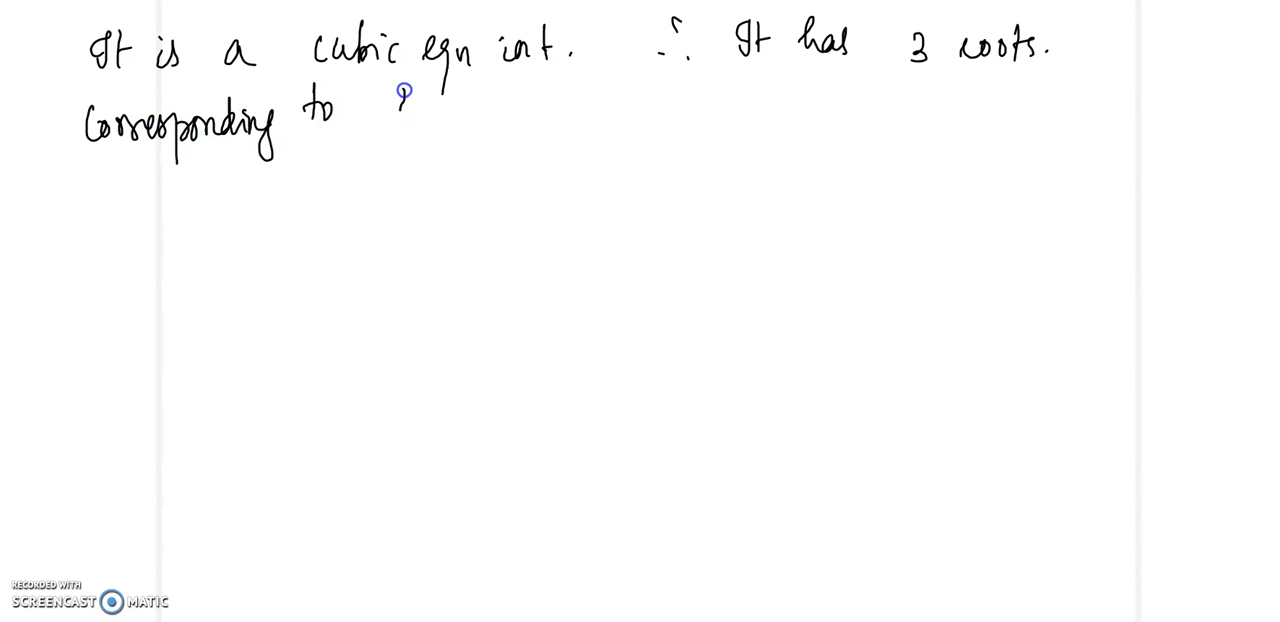 It is a cubic eqn in t. ∴ It has 3 roots.
Corresponding to
RECORDED WITH
SCREENCAST MATIC